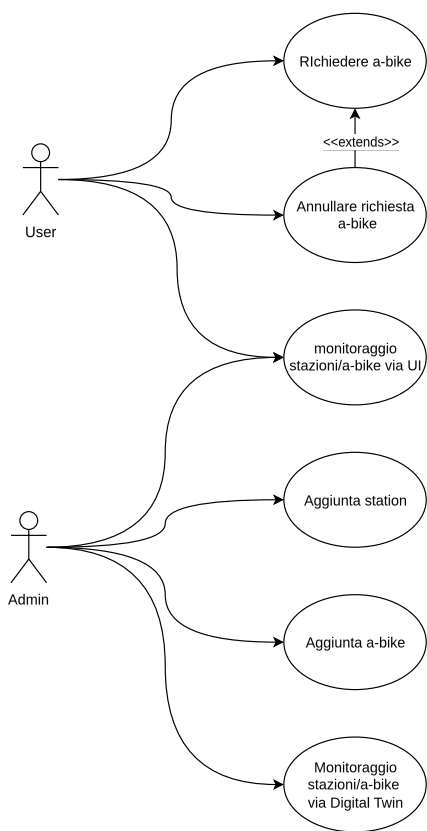 RIchiedere a-bike
<<extends>>
Annullare richiesta
a-bike
User
monitoraggio
stazioni/a-bike via UI
Aggiunta station
Admin
Aggiunta a-bike
Monitoraggio
stazioni/a-bike
via Digital Twin